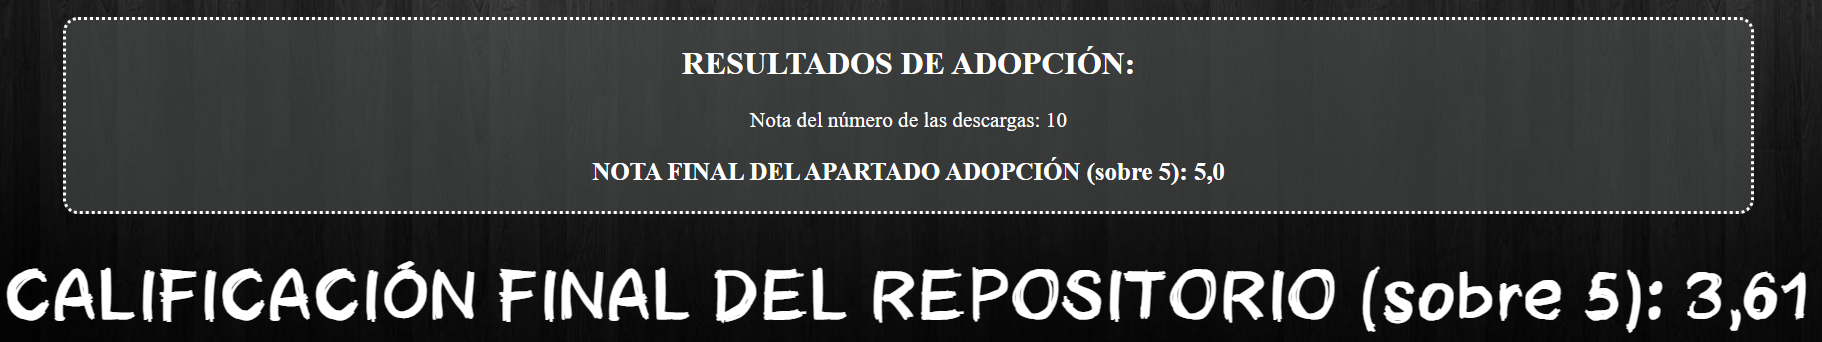 RESULTADOS DE ADOPCIÓN:
Nota del número de las descargas: 10
NOTA FINAL DEL APARTADO ADOPCIÓN (sobre 5): 5,0
CALIFICACIÓN FINAL DEL REPOSITORIO (sobre 5): 3,61